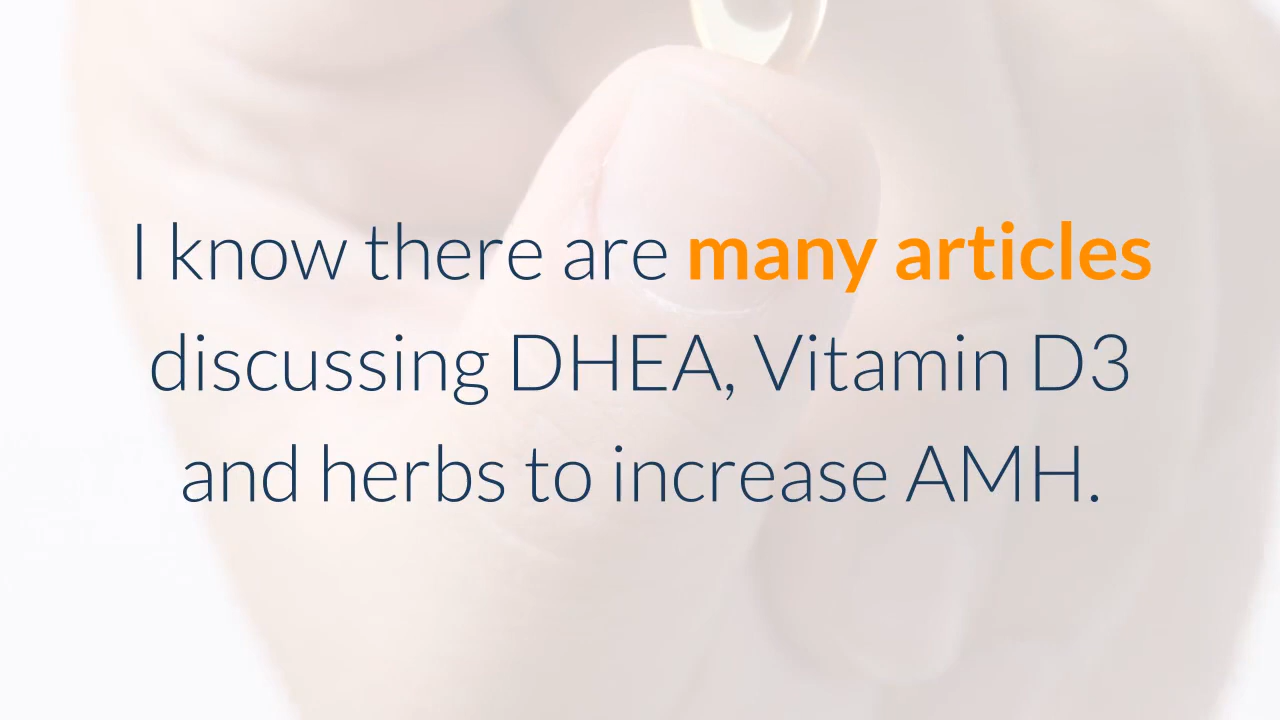 I know there are many articles
discussing DHEA, Vitamin D3
and herbs to increase AMH.